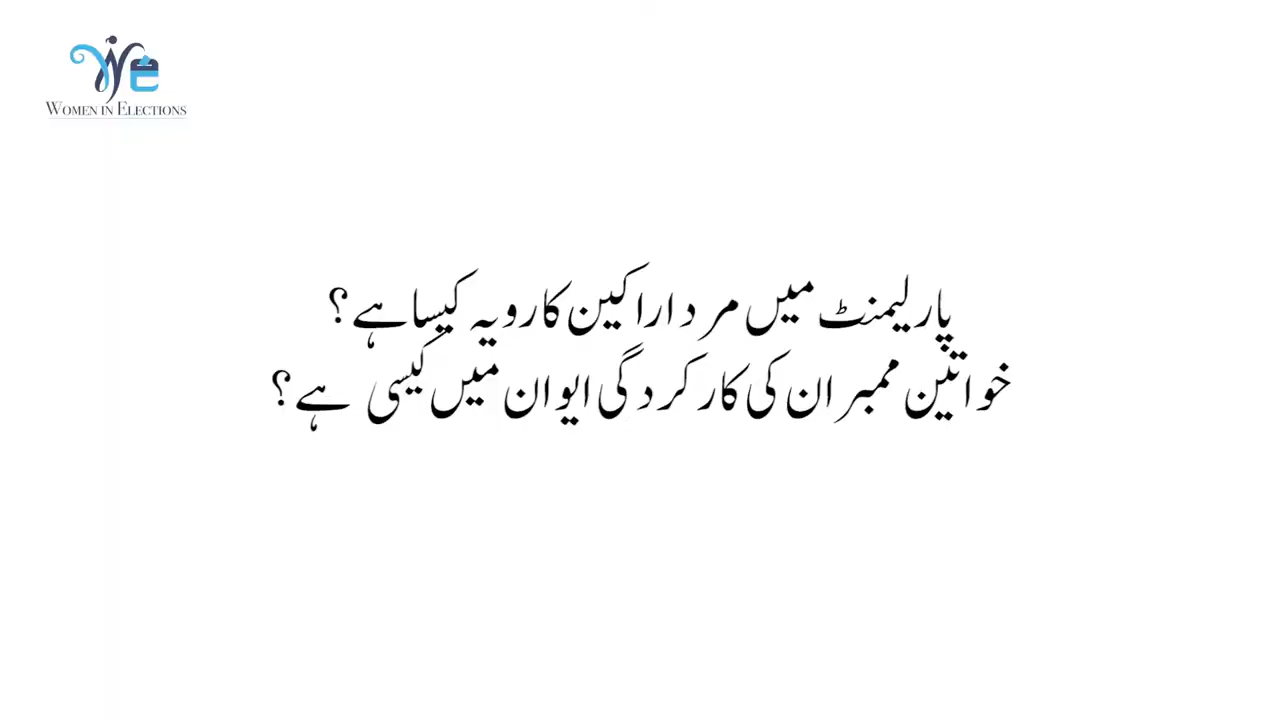 WOMEN IN ELECTIONS
پارلیمنٹ میں مرد اراکین کا رویہ کیسا ہے؟
خواتین ممبران کی کارکردگی ایوان میں کیسی ہے؟